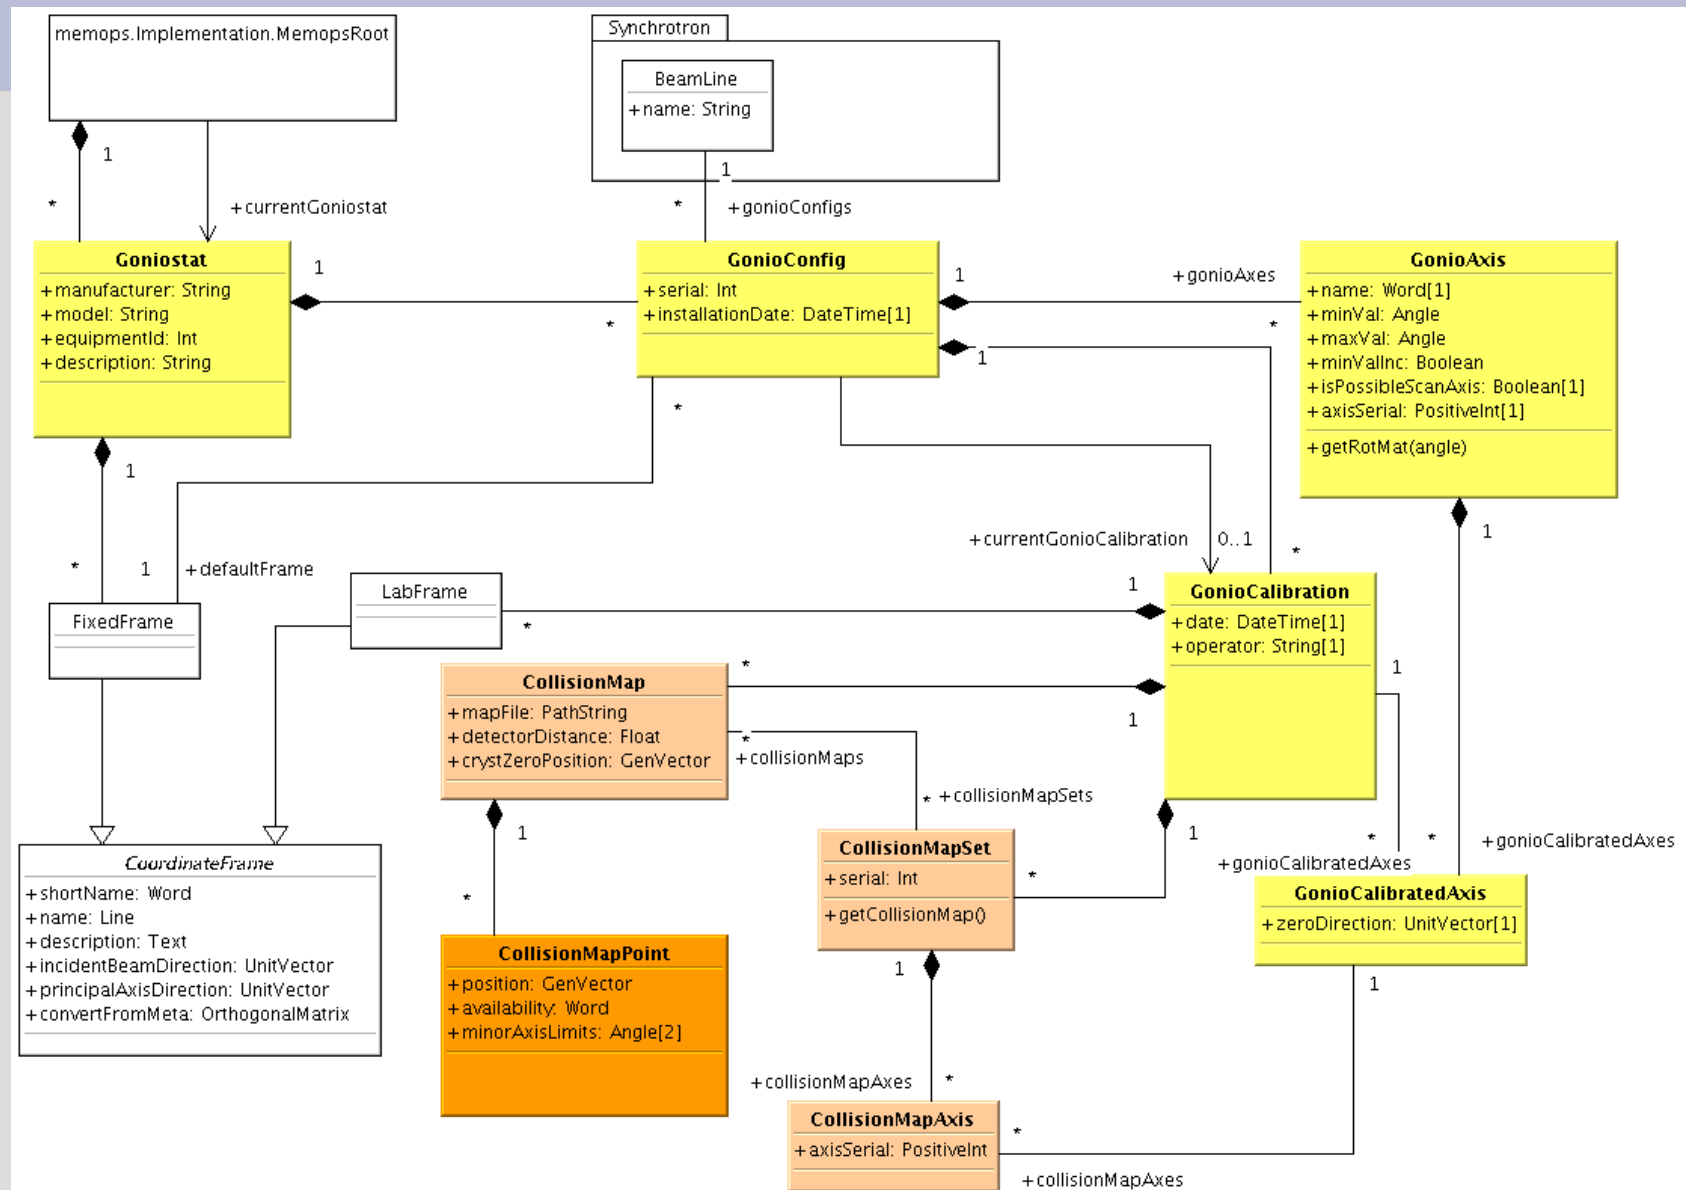 memops.Implementation.MemopsRoot
1
*
+currentGoniostat
Synchrotron
BeamLine
+name: String
1
*
+gonioConfigs
Goniostat
+manufacturer: String
+model: String
+equipmentId: Int
+description: String
1
*
GonioConfig
+serial: Int
+installationDate: DateTime[1]
1
+gonioAxes
*
1
GonioAxis
+name: Word[1]
+minVal: Angle
+maxVal: Angle
+minValInc: Boolean
+isPossibleScanAxis: Boolean[1]
+axisSerial: PositiveInt[1]
+getRotMat(angle)
*
1
1
+currentGonioCalibration
0..1
*
*
1
+defaultFrame
FixedFrame
LabFrame
*
1
GonioCalibration
+date: DateTime[1]
+operator: String[1]
1
CollisionMap
+mapFile: PathString
+detectorDistance: Float
+crystZeroPosition: GenVector
*
1
*
+collisionMaps
*
+collisionMapSets
1
1
*
*
+gonioCalibratedAxes
+gonioCalibratedAxes
CoordinateFrame
+shortName: Word
+name: Line
+description: Text
+incidentBeamDirection: UnitVector
+principalAxisDirection: UnitVector
+convertFromMeta: OrthogonalMatrix
1
*
CollisionMapSet
+serial: Int
+getCollisionMap()
*
GonioCalibratedAxis
+zeroDirection: UnitVector[1]
CollisionMapPoint
+position: GenVector
+availability: Word
+minorAxisLimits: Angle[2]
1
1
+collisionMapAxes
*
CollisionMapAxis
+axisSerial: PositiveInt
*
+collisionMapAxes